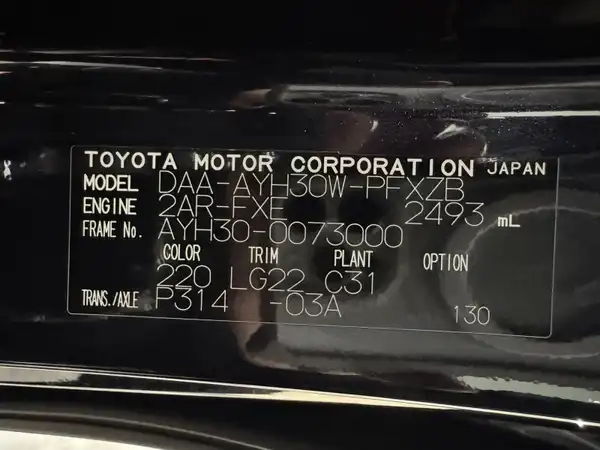 TOYOTA MOTOR CORPORATION JAPAN
MODEL DAA-AYH30W-PFXZB
ENGINE 2AR-FXE 2493 mL
FRAME No. AYH30-0073000
COLOR TRIM PLANT OPTION
220 LG22 C31
TRANS./AXLE P314 -03A 130